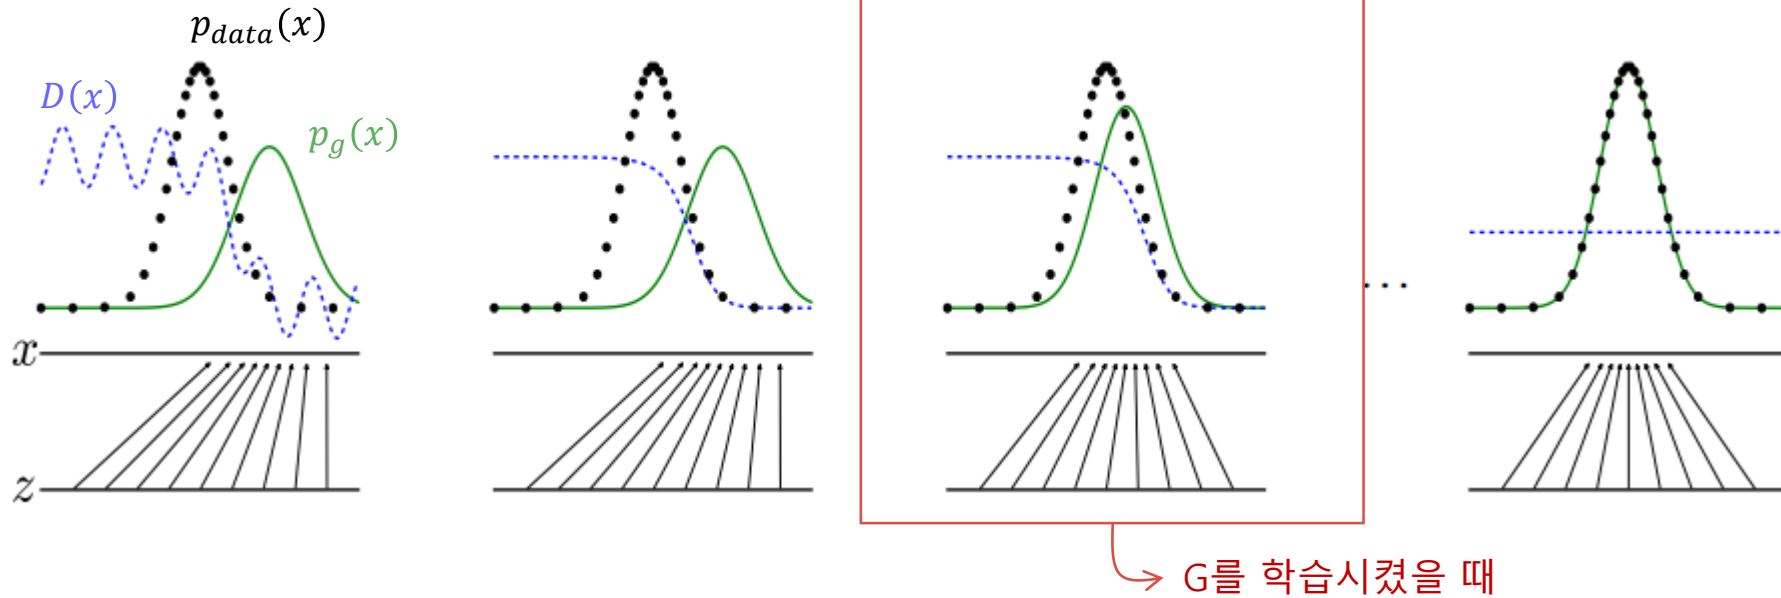 p_data(x)
D(x)
p_g(x)
...
x
z
G를 학습시켰을 때